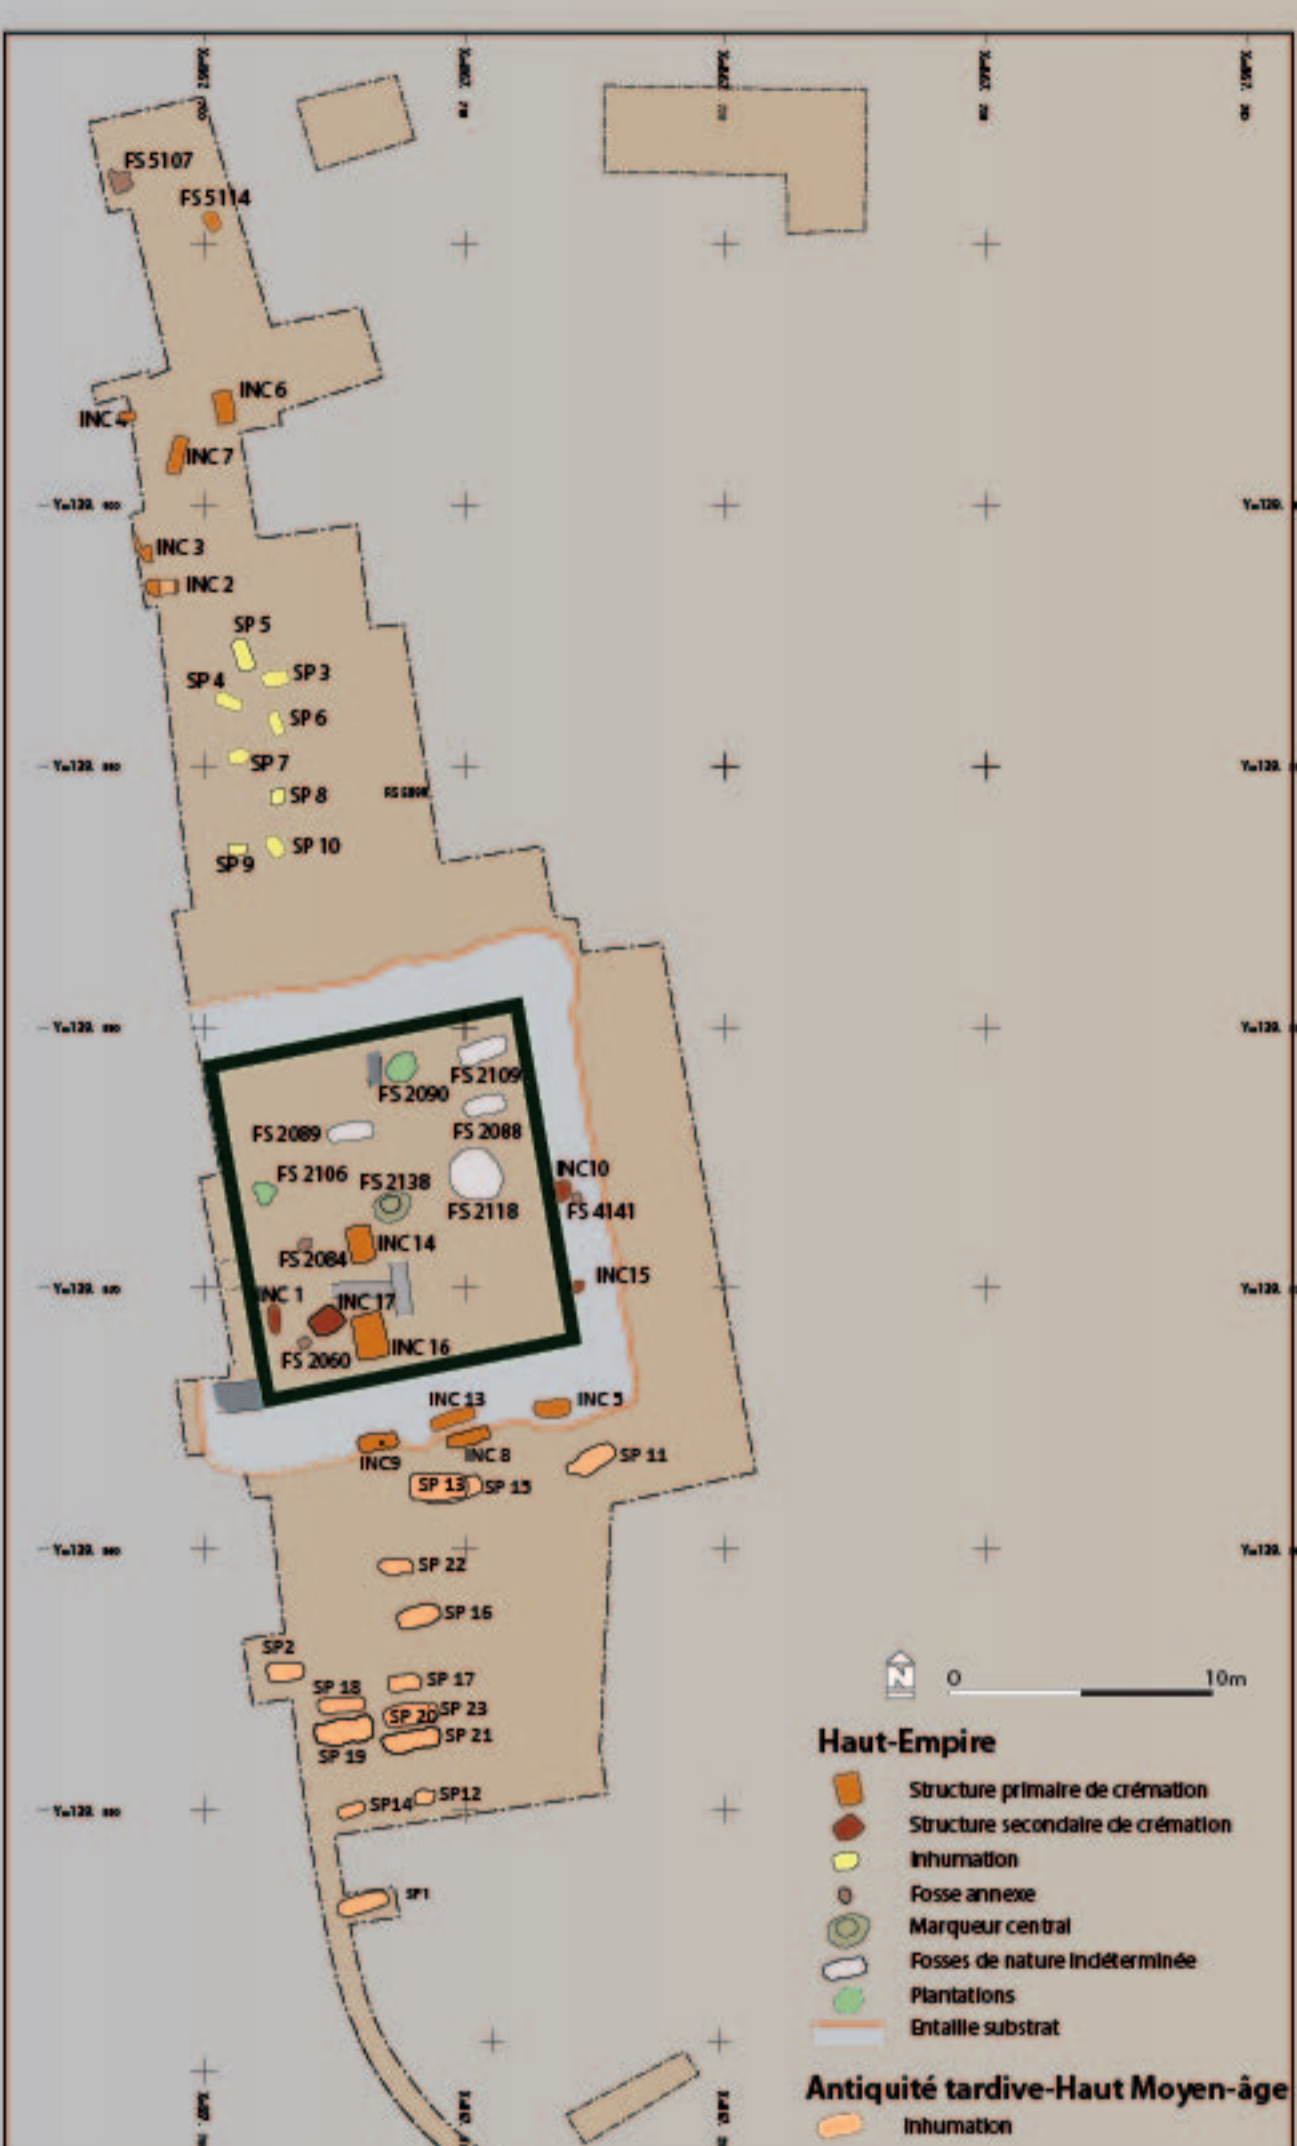 FS 5107
FS 5114
INC 6
INC 4
INC 7
INC 3
INC 2
SP 5
SP 3
SP 4
SP 6
SP 7
SP 8
SP 10
SP 9
FS 2109
FS 2090
FS 2089
FS 2088
INC10
FS 2106
FS 2138
FS 2118
FS 4141
INC 14
FS 2084
INC15
INC 1
INC 17
INC 16
FS 2060
INC 13
INC 5
INC9
INC 8
SP 11
SP 13
SP 15
SP 22
SP 16
SP2
SP 17
SP 18
SP 23
SP 20
SP 21
SP 19
SP12
SP14
SP1
N
0 10m
Haut-Empire
Structure primaire de crémation
Structure secondaire de crémation
Inhumation
Fosse annexe
Marqueur central
Fosses de nature indéterminée
Plantations
Entaille substrat
Antiquité tardive-Haut Moyen-âge
Inhumation